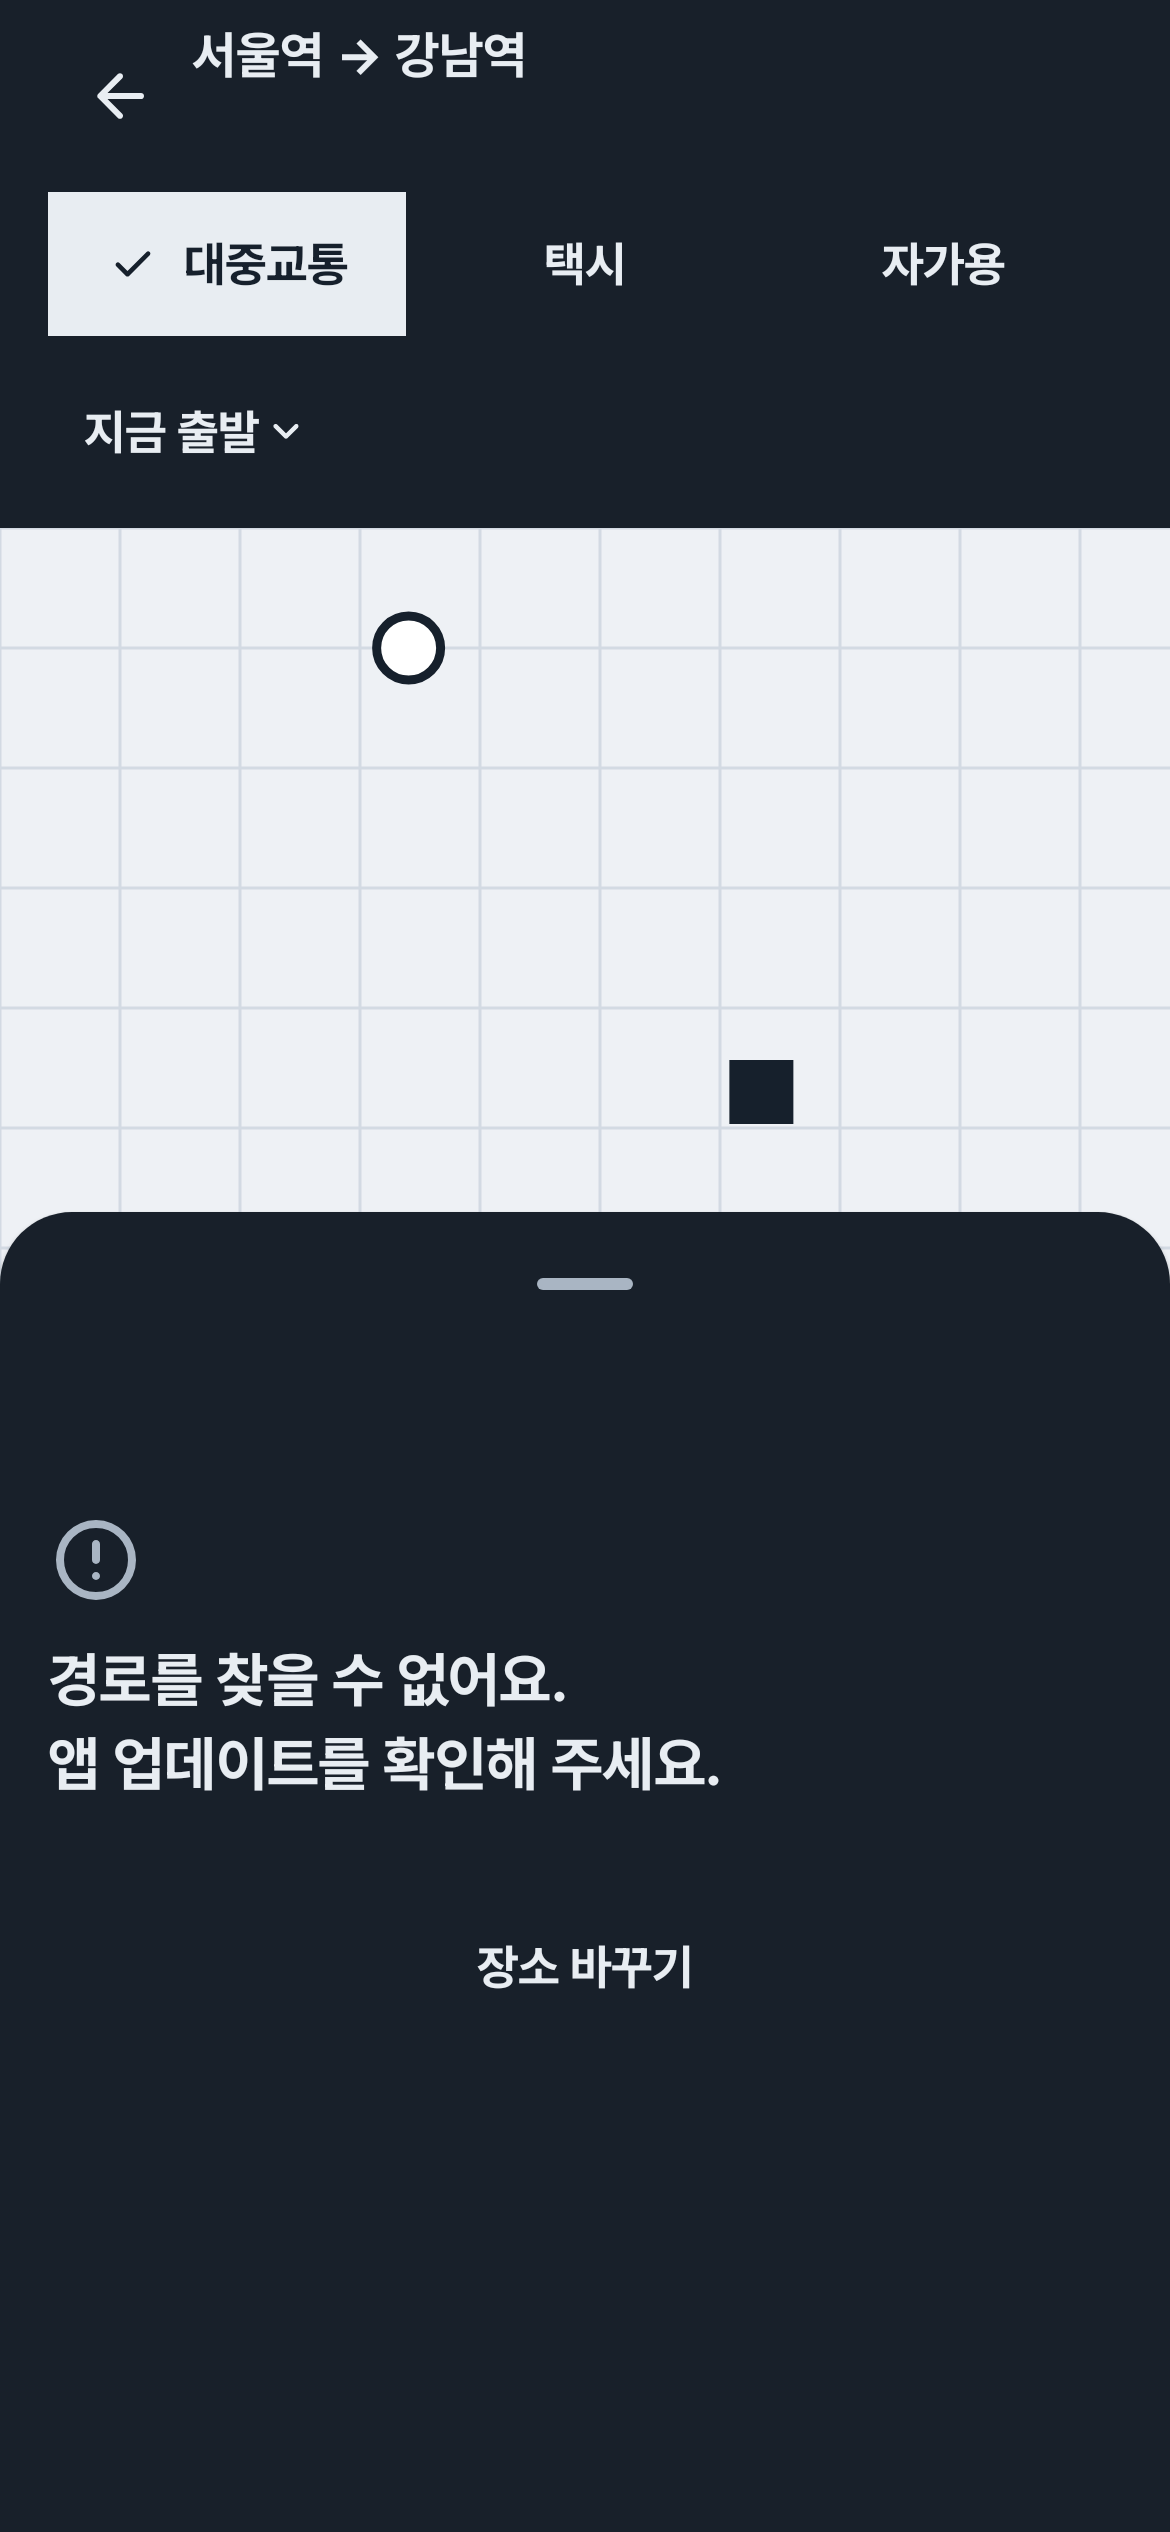 서울역 → 강남역
대중교통
택시
자가용
지금 출발
경로를 찾을 수 없어요.
앱 업데이트를 확인해 주세요.
장소 바꾸기